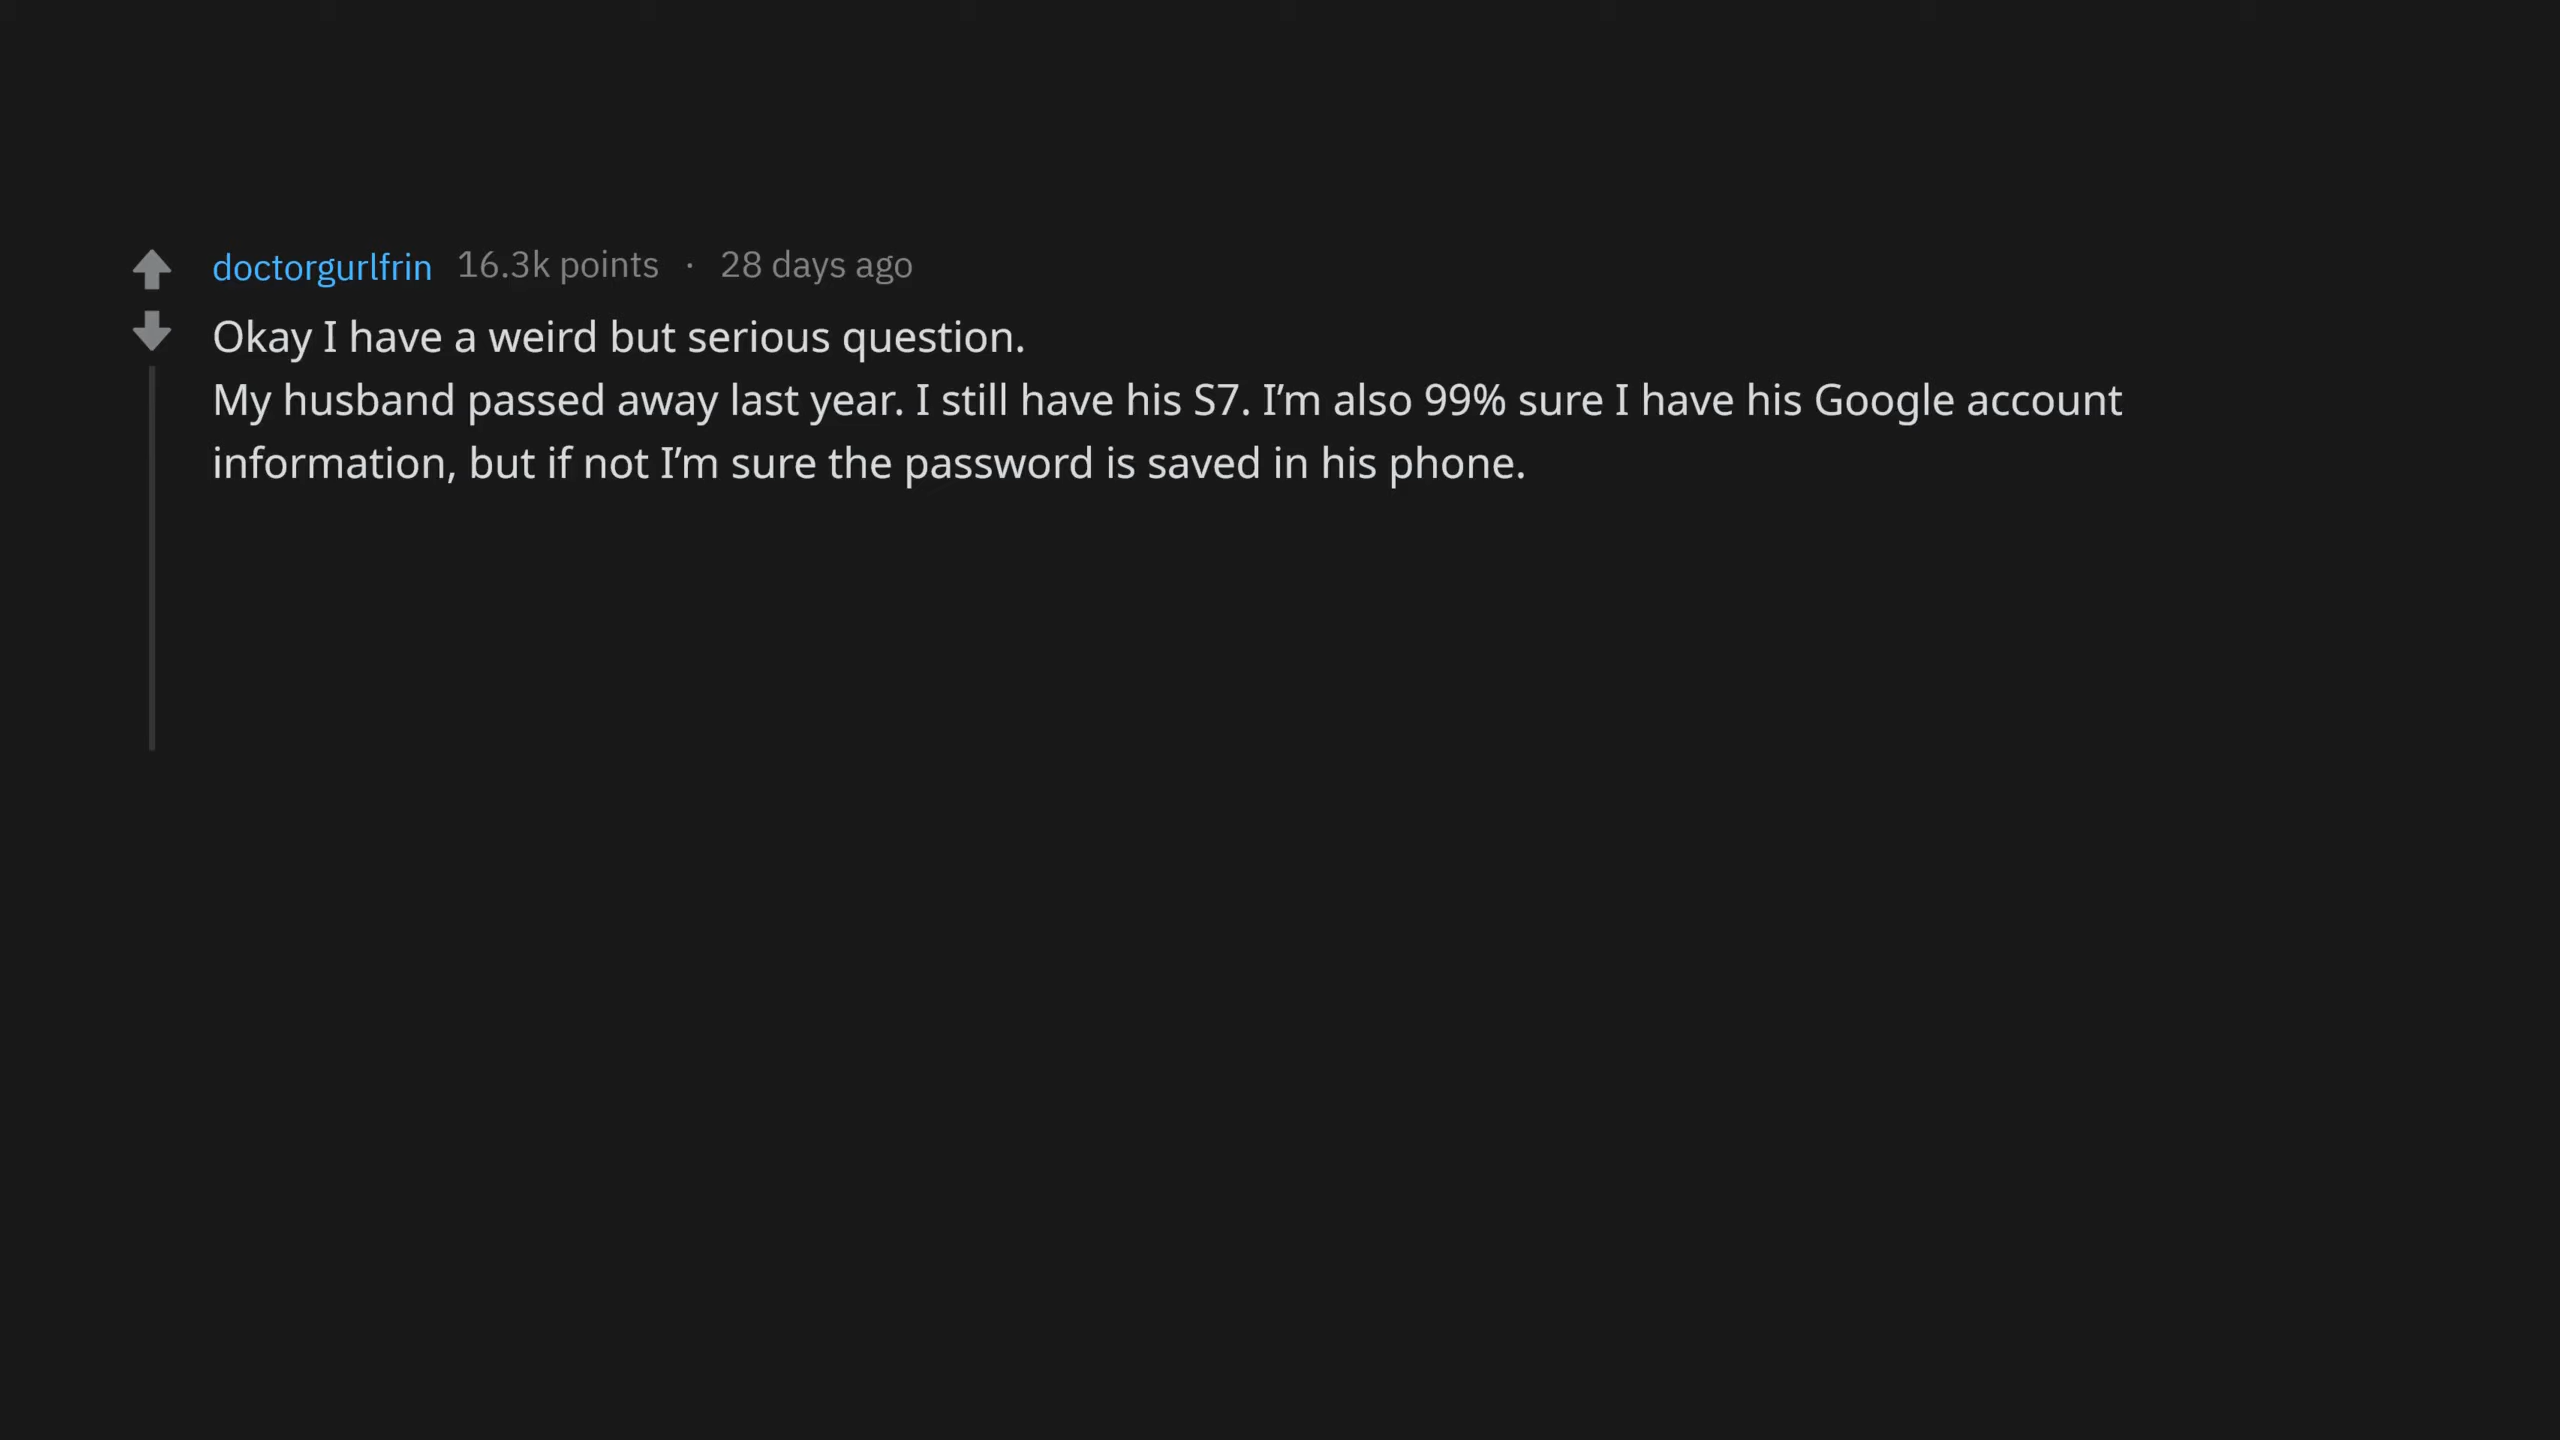 doctorgurlfrin 16.3k points · 28 days ago
Okay I have a weird but serious question.
My husband passed away last year. I still have his S7. I’m also 99% sure I have his Google account
information, but if not I’m sure the password is saved in his phone.